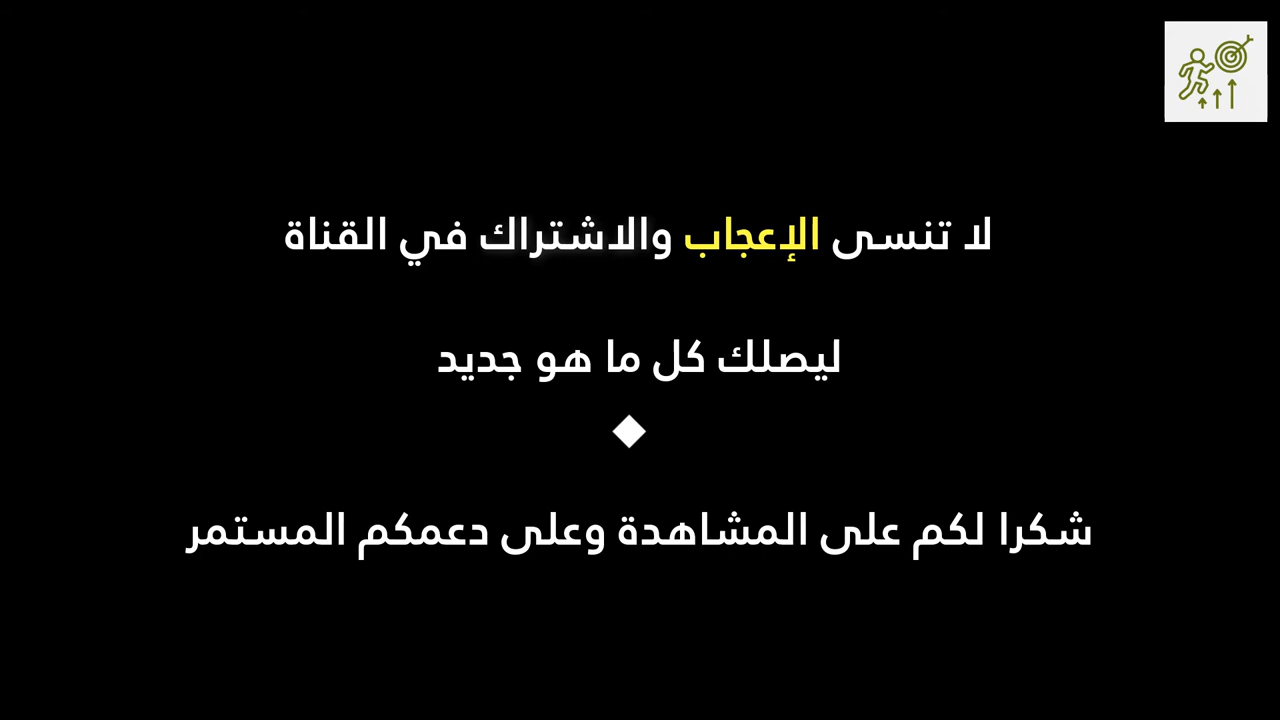 لا تنسى الإعجاب والاشتراك في القناة
ليصلك كل ما هو جديد
شكرا لكم على المشاهدة وعلى دعمكم المستمر